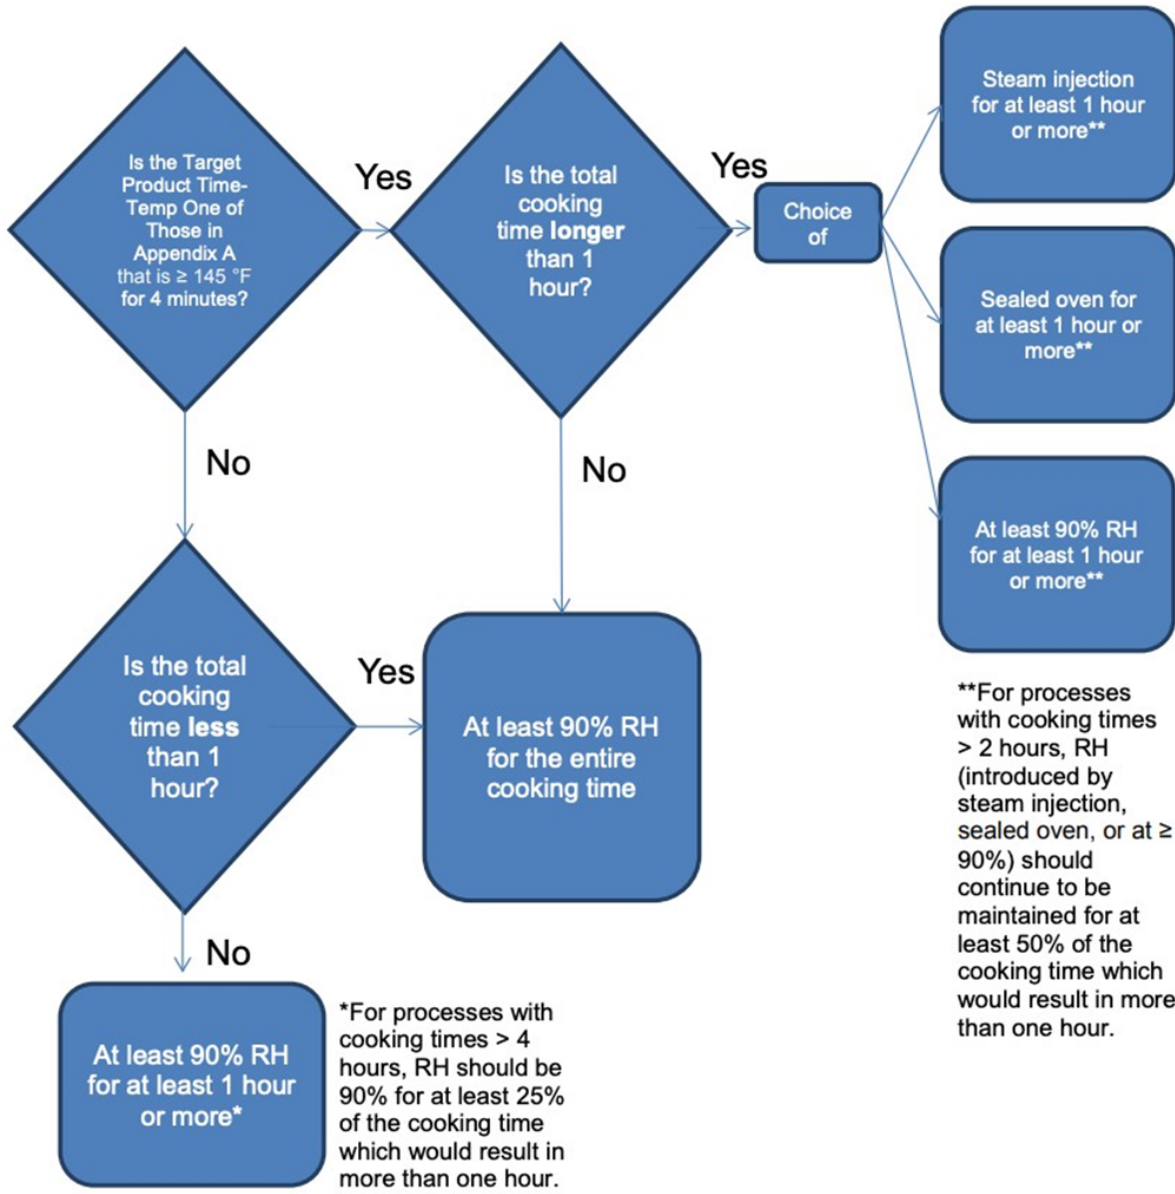 Is the Target
Product Time-
Temp One of
Those in
Appendix A
that is ≥ 145 °F
for 4 minutes?
Yes
Is the total
cooking
time longer
than 1
hour?
Yes
Choice
of
Steam injection
for at least 1 hour
or more**
Sealed oven for
at least 1 hour or
more**
At least 90% RH
for at least 1 hour
or more**
No
No
Is the total
cooking
time less
than 1
hour?
Yes
At least 90% RH
for the entire
cooking time
**For processes
with cooking times
> 2 hours, RH
(introduced by
steam injection,
sealed oven, or at ≥
90%) should
continue to be
maintained for at
least 50% of the
cooking time which
would result in more
than one hour.
No
At least 90% RH
for at least 1 hour
or more*
*For processes with
cooking times > 4
hours, RH should be
90% for at least 25%
of the cooking time
which would result in
more than one hour.